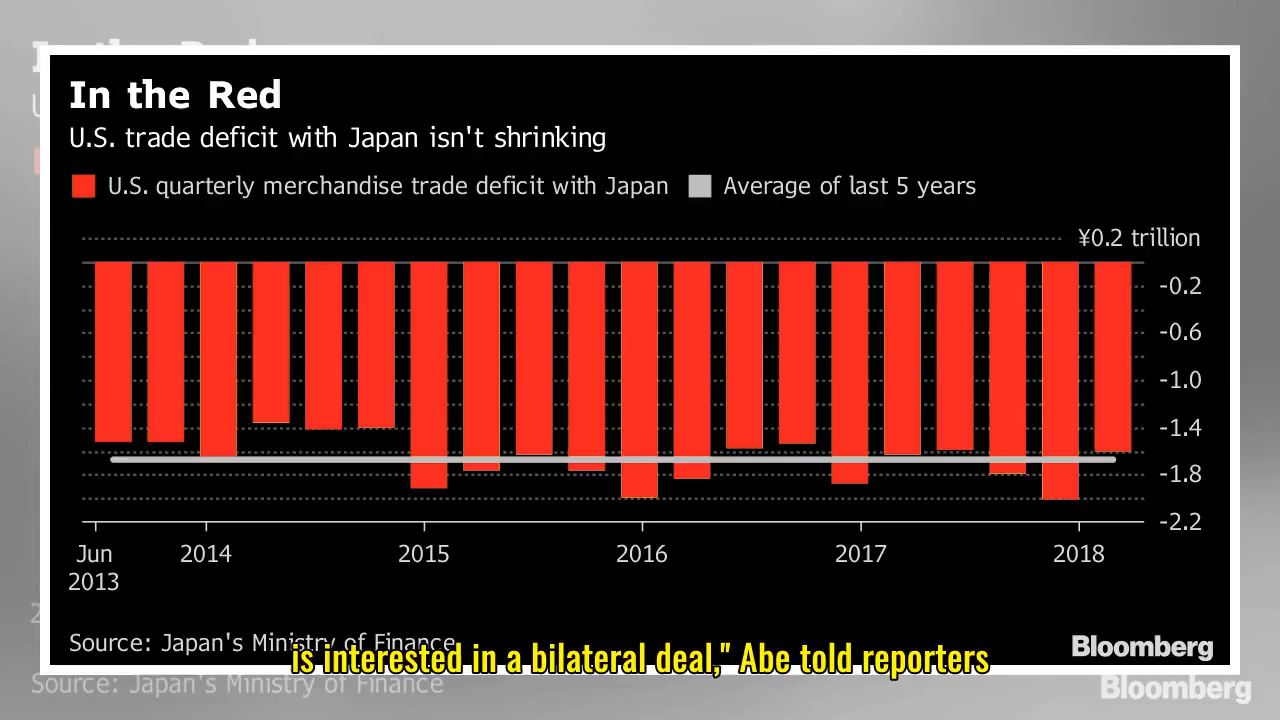 In the Red
U.S. trade deficit with Japan isn't shrinking
U.S. quarterly merchandise trade deficit with Japan Average of last 5 years
¥0.2 trillion
-0.2
-0.6
-1.0
-1.4
-1.8
-2.2
Jun 2014 2015 2016 2017 2018
2013
Source: Japan's Ministry of Finance
Bloomberg
is interested in a bilateral deal," Abe told reporters
Source: Japan's Ministry of Finance
Bloomberg